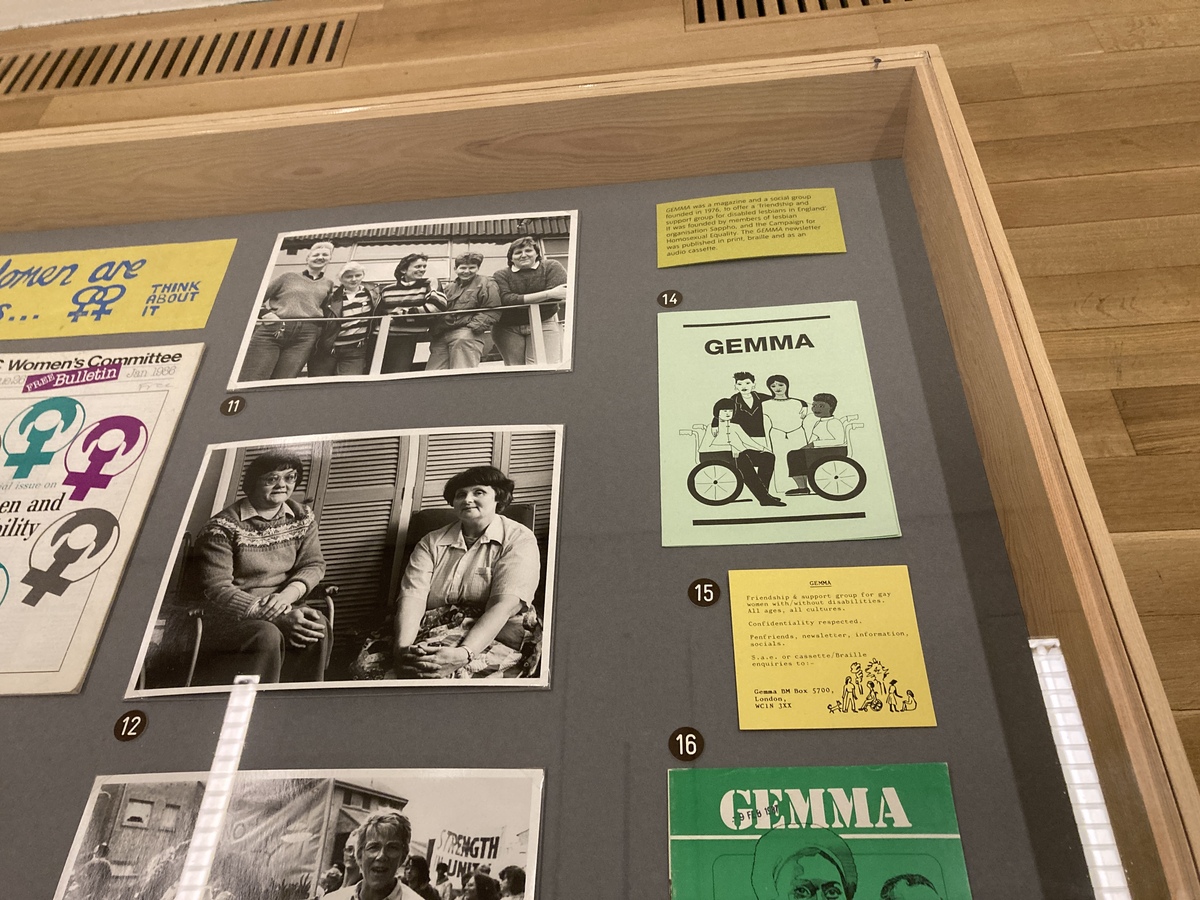 Women are
s...
THINK
ABOUT
IT
Women's Committee
FREE Bulletin Jan 1986
ial issue on
en and
bility
11
12
GEMMA was a magazine and a social group
founded in 1976, to offer a 'friendship and
support group for disabled lesbians in England'.
It was founded by members of lesbian
organisation Sappho, and the Campaign for
Homosexual Equality. The GEMMA newsletter
was published in print, braille and as an
audio cassette.
14
GEMMA
15
GEMMA
Friendship & support group for gay
women with/without disabilities.
All ages, all cultures.
Confidentiality respected.
Penfriends, newsletter, information,
socials.
S.a.e. or cassette/Braille
enquiries to:-
Gemma BM Box 5700,
London,
WC1N 3XX
16
GEMMA
STRENGTH
UNIT